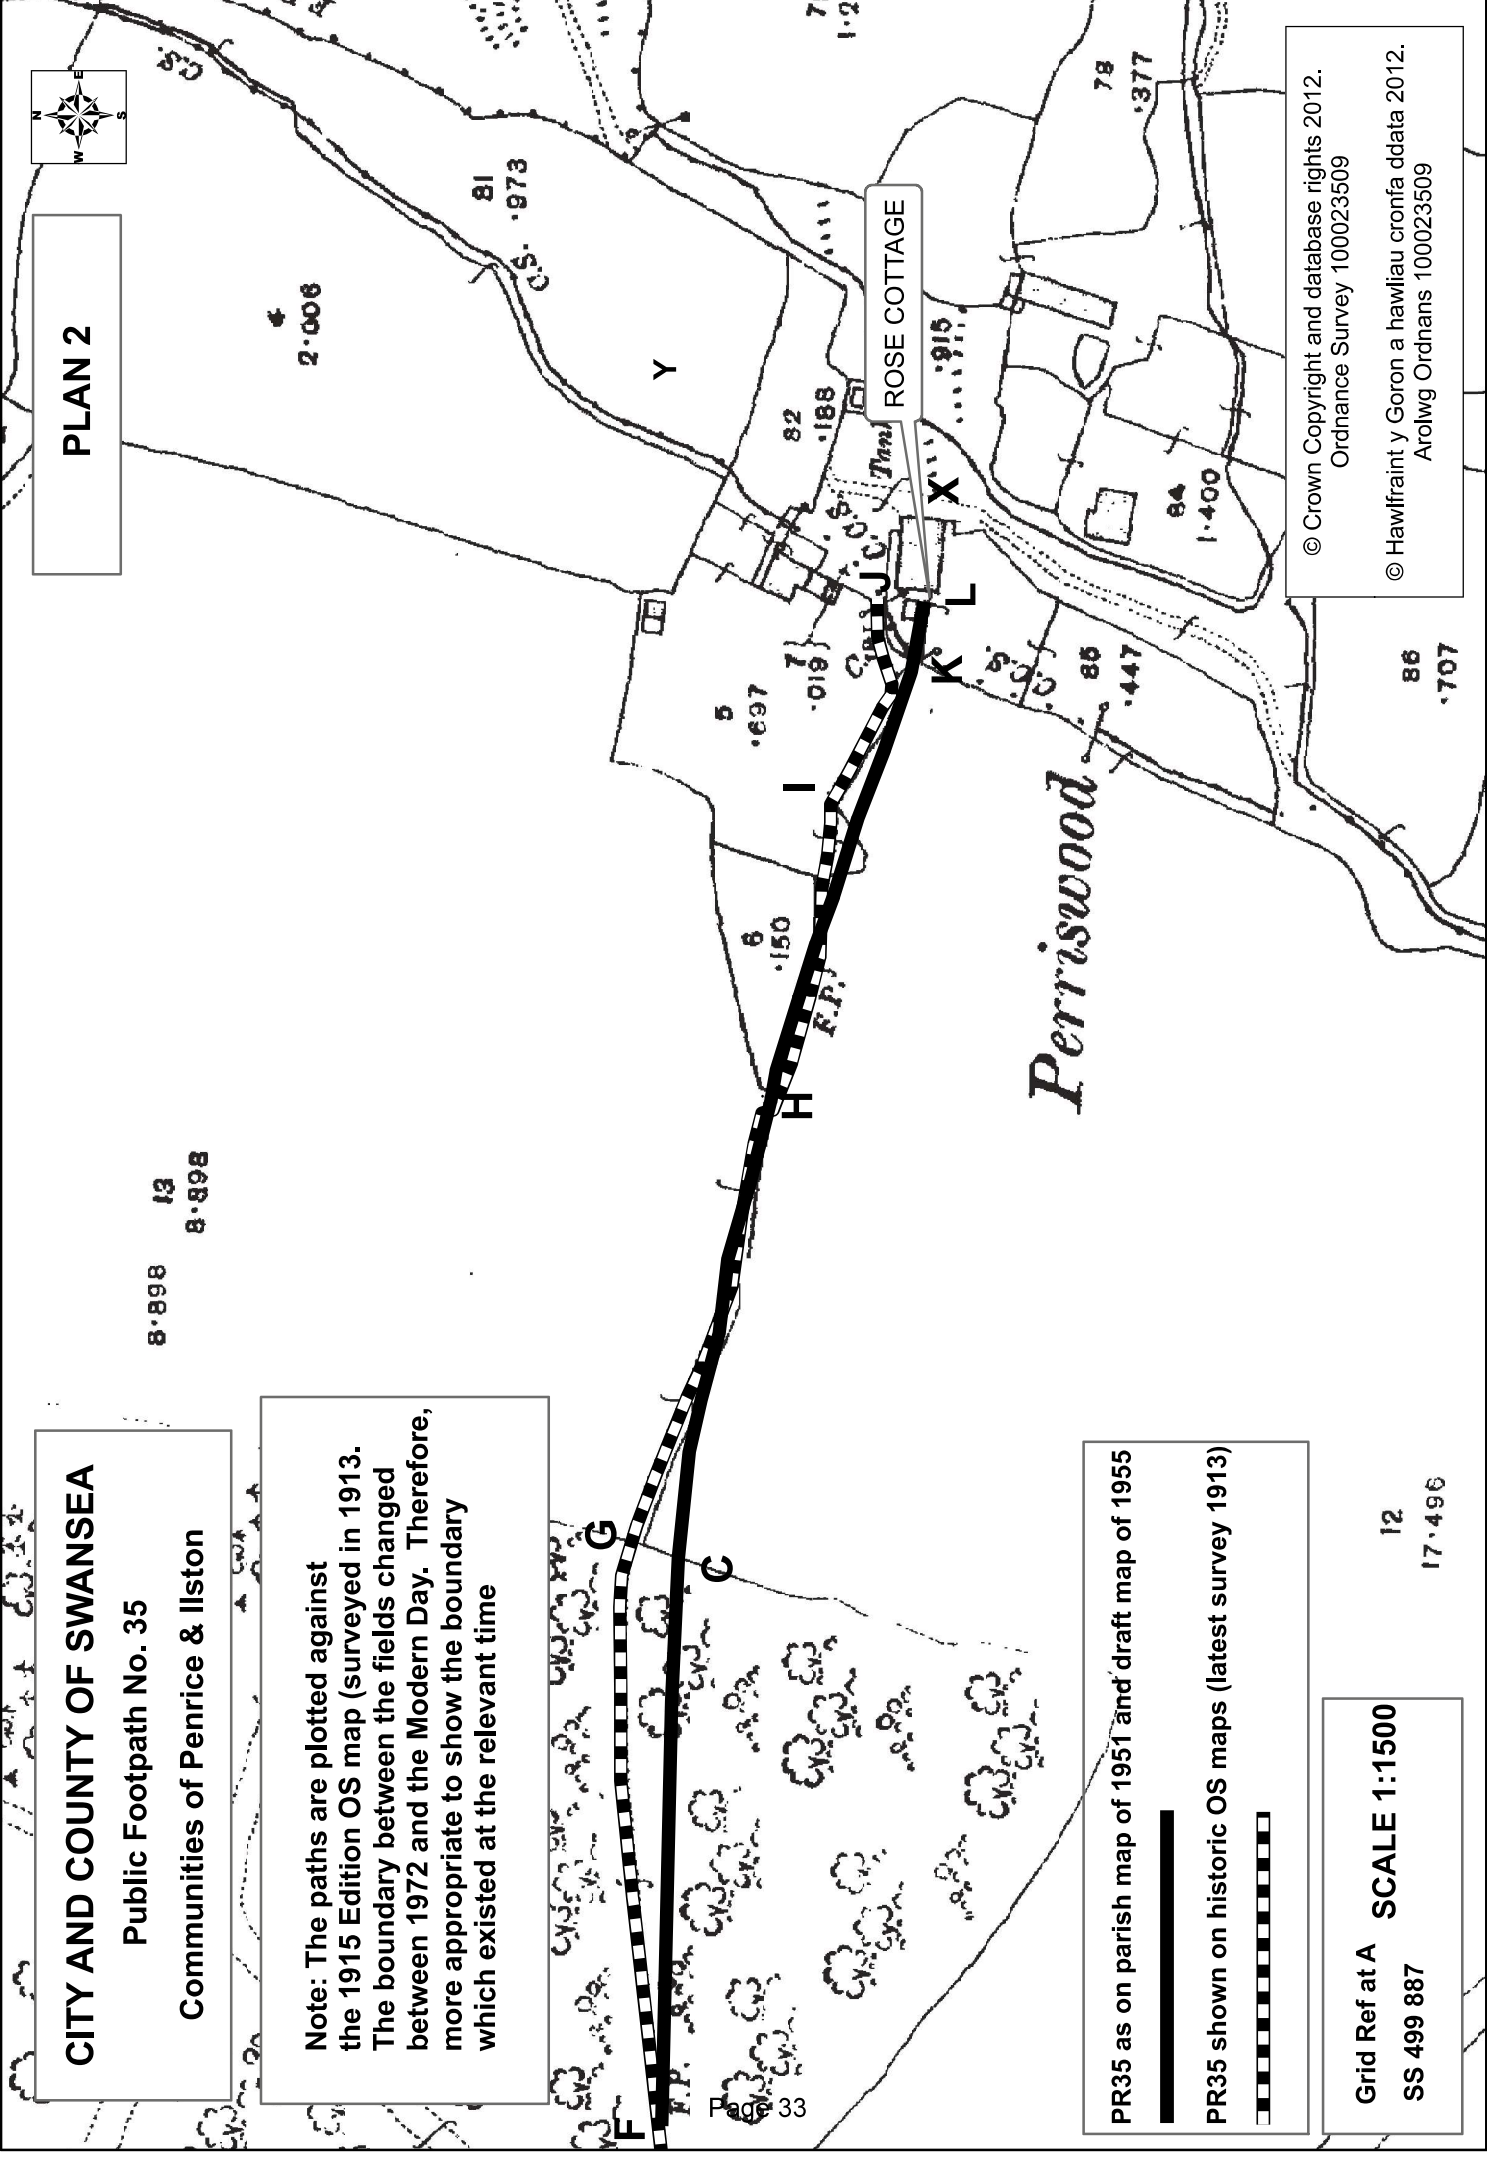 CITY AND COUNTY OF SWANSEA
Public Footpath No. 35
Communities of Penrice & Ilston
Note: The paths are plotted against
the 1915 Edition OS map (surveyed in 1913.
The boundary between the fields changed
between 1972 and the Modern Day. Therefore,
more appropriate to show the boundary
which existed at the relevant time
PLAN 2
N
W
E
S
8·898
13
8·898
4
2·006
C.S.
81
·973
C.S.
Y
F
F.P.
G
C
H
F.P.
6
·150
I
5
·697
7
·019
J
K
L
X
82
·188
ROSE COTTAGE
·915
78
·377
84
1·400
85
·447
86
·707
Perriswood
12
17·496
PR35 as on parish map of 1951 and draft map of 1955
PR35 shown on historic OS maps (latest survey 1913)
Grid Ref at A
SS 499 887
SCALE 1:1500
© Crown Copyright and database rights 2012.
Ordnance Survey 100023509
© Hawlfraint y Goron a hawliau cronfa ddata 2012.
Arolwg Ordnans 100023509
Page 33